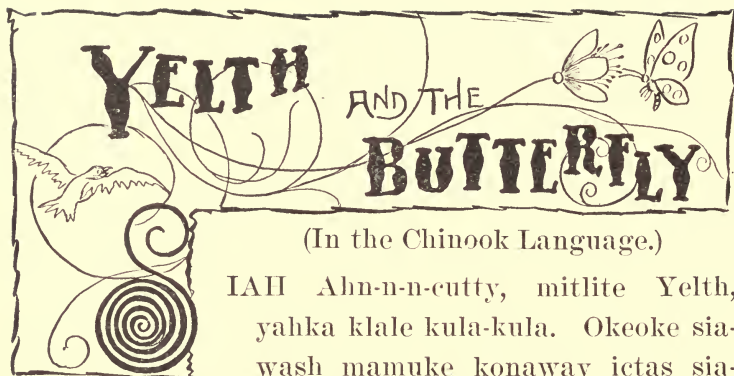 YELTH
AND THE
BUTTERFLY
(In the Chinook Language.)
IAH Ahn-n-n-cutty, mitlite Yelth,
yahka klale kula-kula. Okeoke sia-
wash mamuke konaway ictas sia-